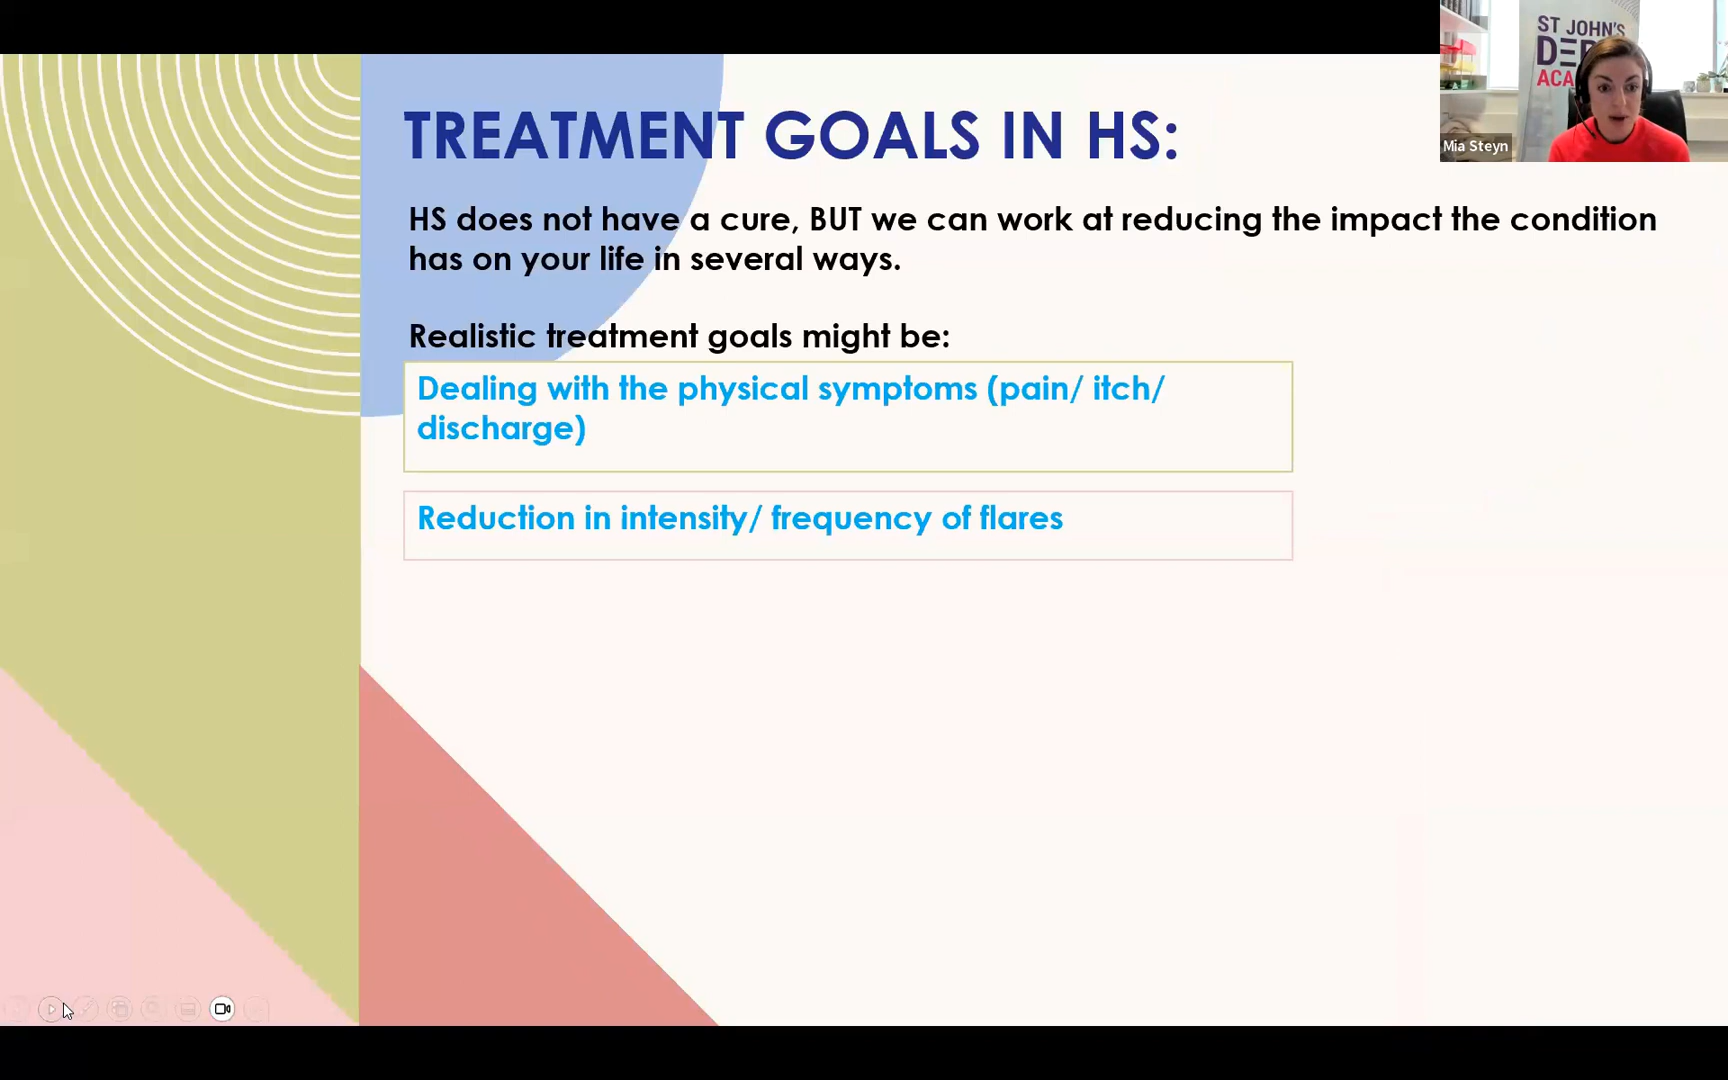 TREATMENT GOALS IN HS:
HS does not have a cure, BUT we can work at reducing the impact the condition
has on your life in several ways.
Realistic treatment goals might be:
Dealing with the physical symptoms (pain/ itch/
discharge)
Reduction in intensity/ frequency of flares
ST JOHN'S
Mia Steyn